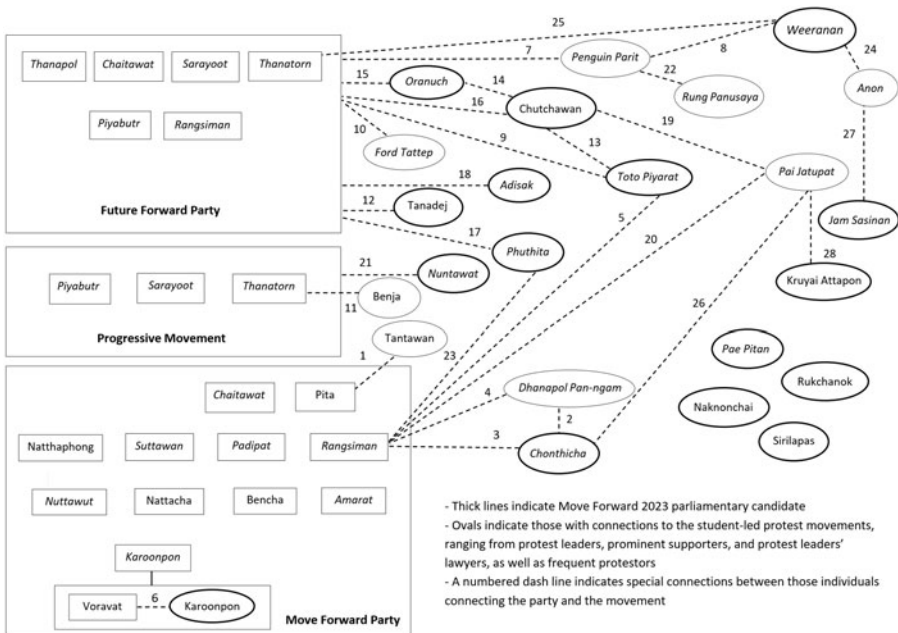 25
Weeranan
7
Penguin Parit
8
24
Thanapol
Chaitawat
Sarayoot
Thanatorn
15
Oranuch
14
22
Rung Panusaya
Anon
16
Chutchawan
19
27
Piyabutr
Rangsiman
10
Ford Tattep
9
13
Pai Jatupat
18
Adisak
Toto Piyarat
12
Tanadej
5
20
Jam Sasinan
Future Forward Party
17
Phuthita
28
Kruyai Attapon
21
Nuntawat
Piyabutr
Sarayoot
Thanatorn
11
Benja
26
Progressive Movement
Tantawan
1
23
Pae Pitan
Rukchanok
Chaitawat
Pita
4
Dhanapol Pan-ngam
Naknonchai
2
Sirilapas
Natthaphong
Suttawan
Padipat
Rangsiman
3
Chonthicha
Nuttawut
Nattacha
Bencha
Amarat
- Thick lines indicate Move Forward 2023 parliamentary candidate
- Ovals indicate those with connections to the student-led protest movements,
ranging from protest leaders, prominent supporters, and protest leaders'
lawyers, as well as frequent protestors
- A numbered dash line indicates special connections between those individuals
connecting the party and the movement
Karoonpon
Voravat
6
Karoonpon
Move Forward Party